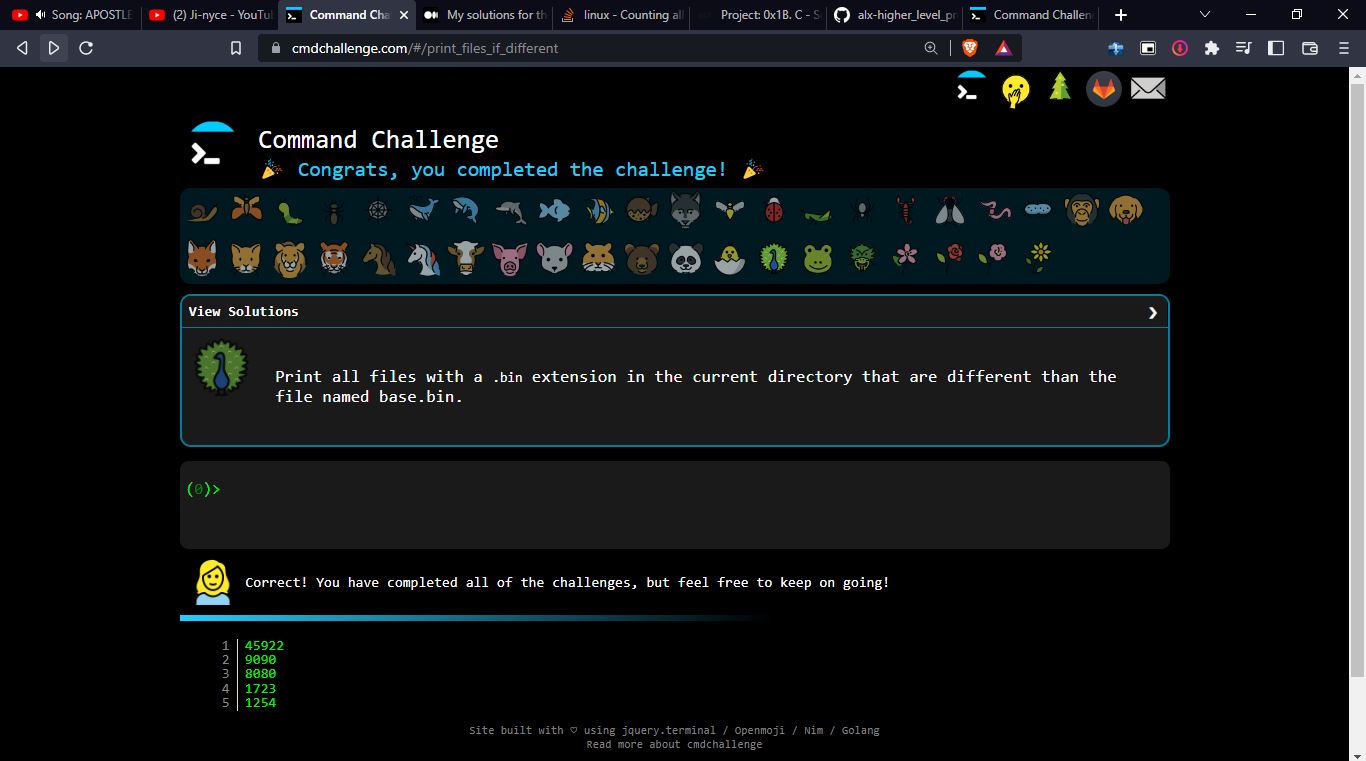 Song: APOSTLE
(2) Ji-nyce - YouTu
Command Cha
My solutions for th
linux - Counting all
Project: 0x1B. C - S
alx-higher_level_pr
Command Challen
cmdchallenge.com/#/print_files_if_different
Command Challenge
Congrats, you completed the challenge!
View Solutions
Print all files with a .bin extension in the current directory that are different than the
file named base.bin.
(0)>
Correct! You have completed all of the challenges, but feel free to keep on going!
1 45922
2 9090
3 8080
4 1723
5 1254
Site built with ♡ using jquery.terminal / Openmoji / Nim / Golang
Read more about cmdchallenge